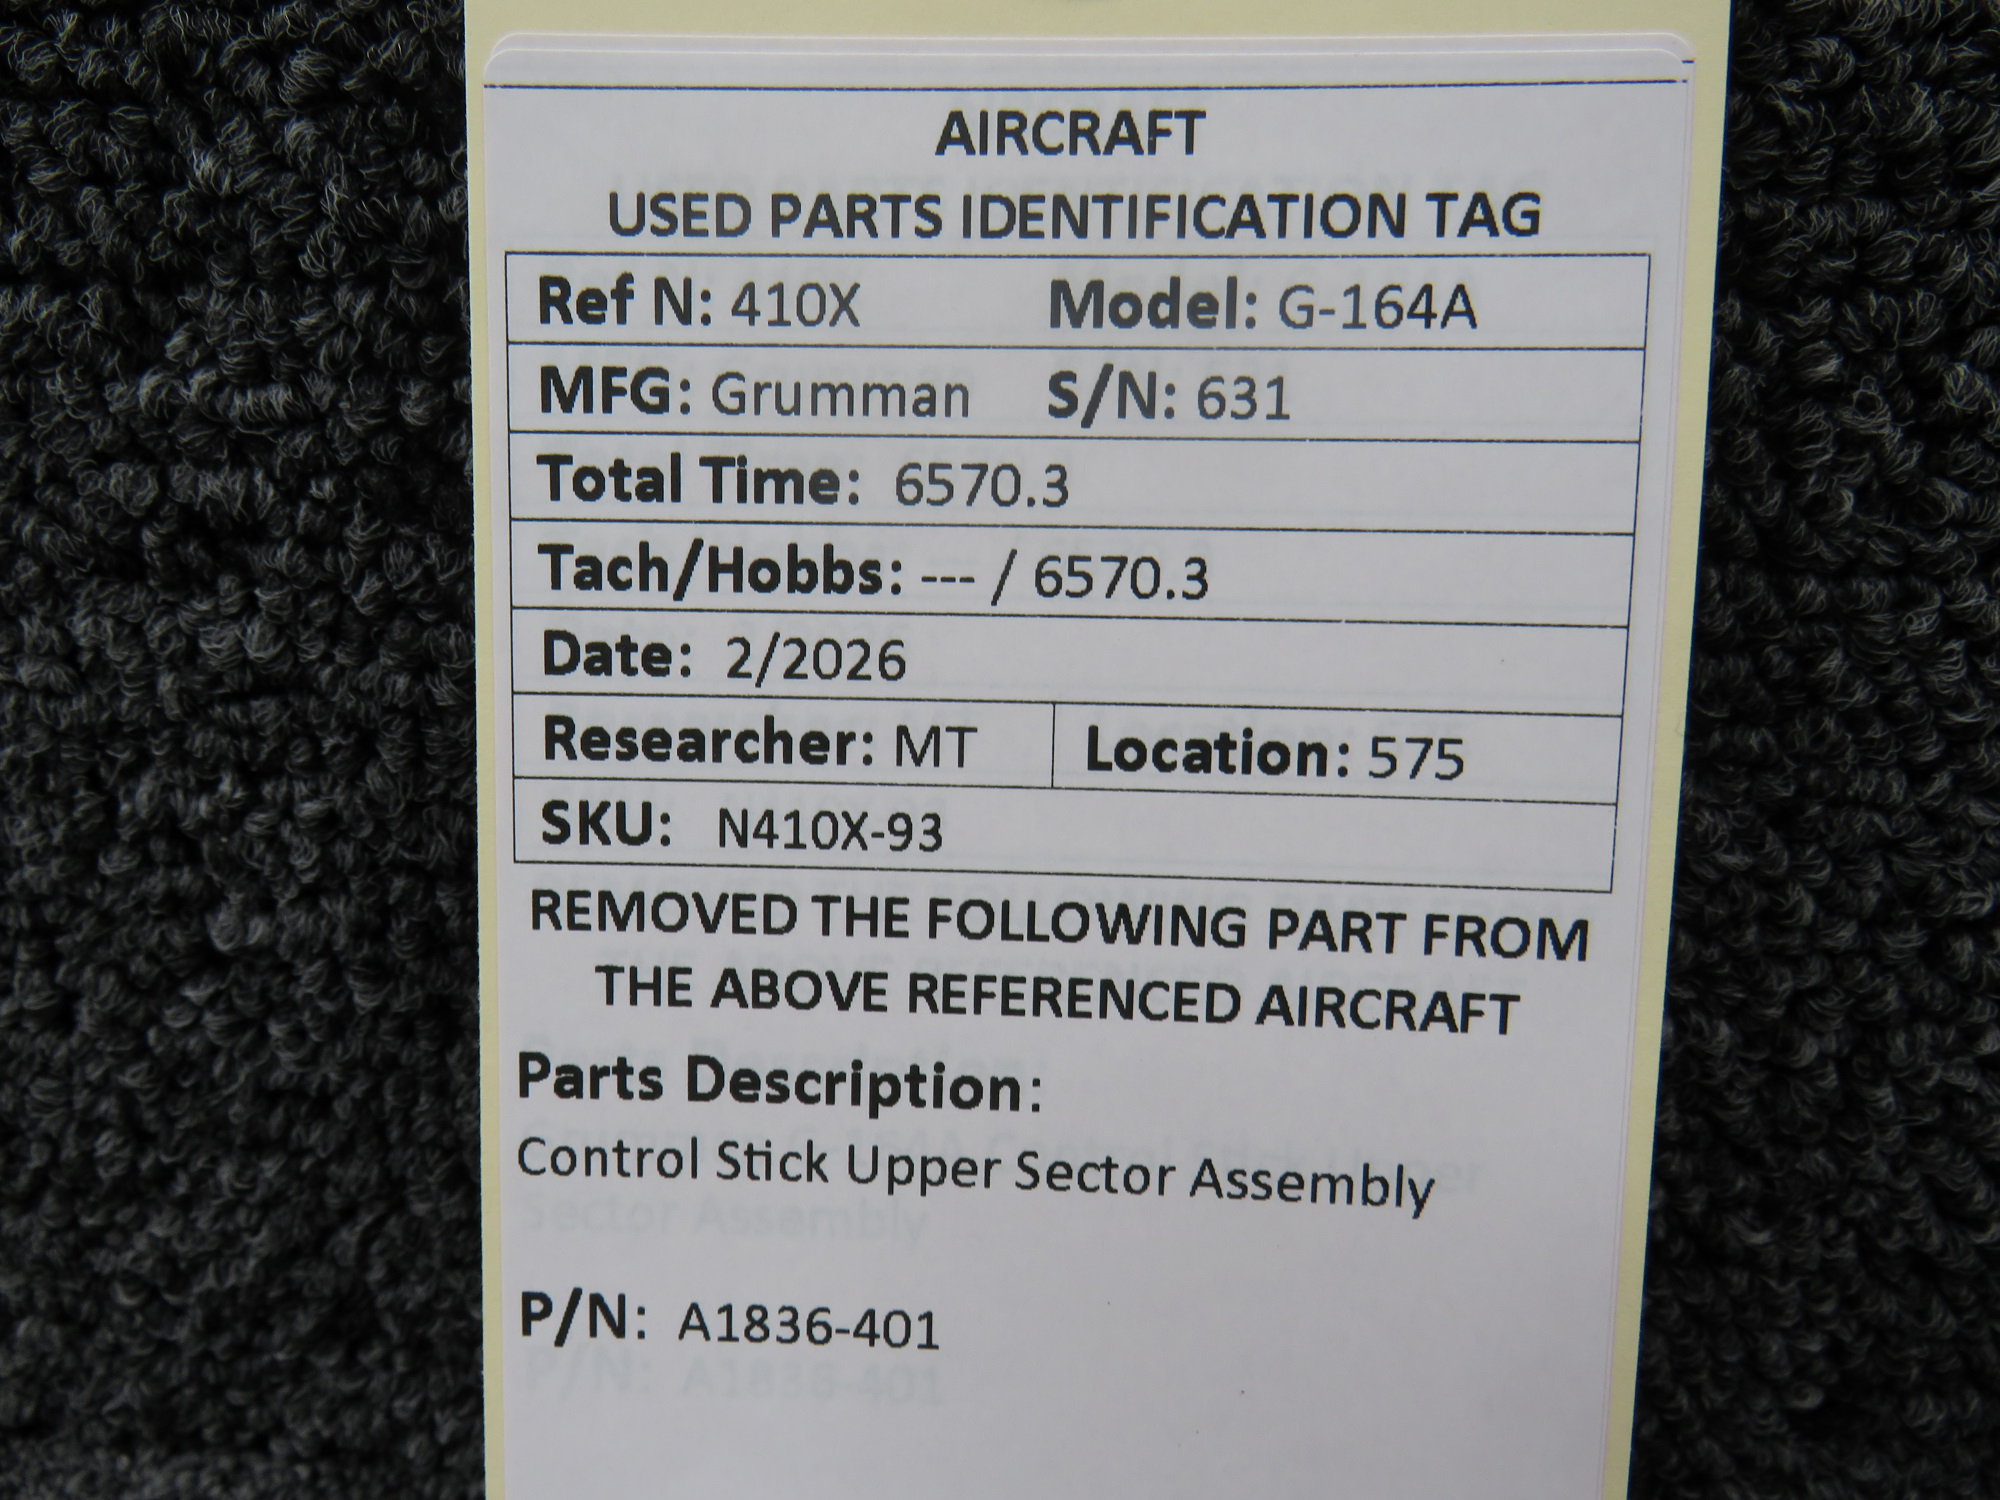 AIRCRAFT
USED PARTS IDENTIFICATION TAG
Ref N: 410X Model: G-164A
MFG: Grumman S/N: 631
Total Time: 6570.3
Tach/Hobbs: --- / 6570.3
Date: 2/2026
Researcher: MT Location: 575
SKU: N410X-93
REMOVED THE FOLLOWING PART FROM
THE ABOVE REFERENCED AIRCRAFT
Parts Description:
Control Stick Upper Sector Assembly
P/N: A1836-401